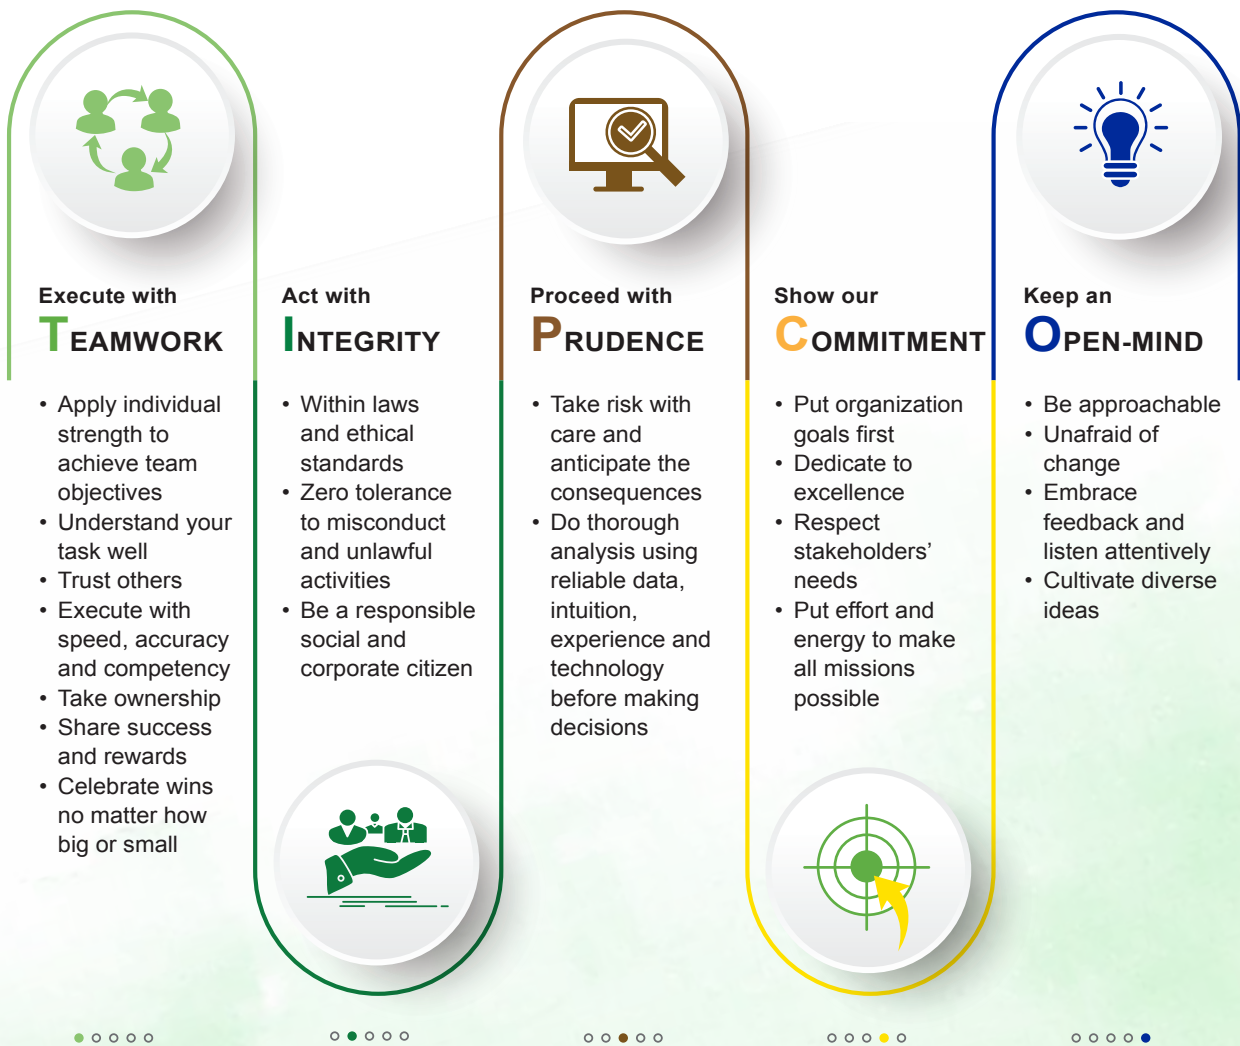 Execute with
TEAMWORK
• Apply individual
strength to
achieve team
objectives
• Understand your
task well
• Trust others
• Execute with
speed, accuracy
and competency
• Take ownership
• Share success
and rewards
• Celebrate wins
no matter how
big or small
Act with
INTEGRITY
• Within laws
and ethical
standards
• Zero tolerance
to misconduct
and unlawful
activities
• Be a responsible
social and
corporate citizen
Proceed with
PRUDENCE
• Take risk with
care and
anticipate the
consequences
• Do thorough
analysis using
reliable data,
intuition,
experience and
technology
before making
decisions
Show our
COMMITMENT
• Put organization
goals first
• Dedicate to
excellence
• Respect
stakeholders’
needs
• Put effort and
energy to make
all missions
possible
Keep an
OPEN-MIND
• Be approachable
• Unafraid of
change
• Embrace
feedback and
listen attentively
• Cultivate diverse
ideas